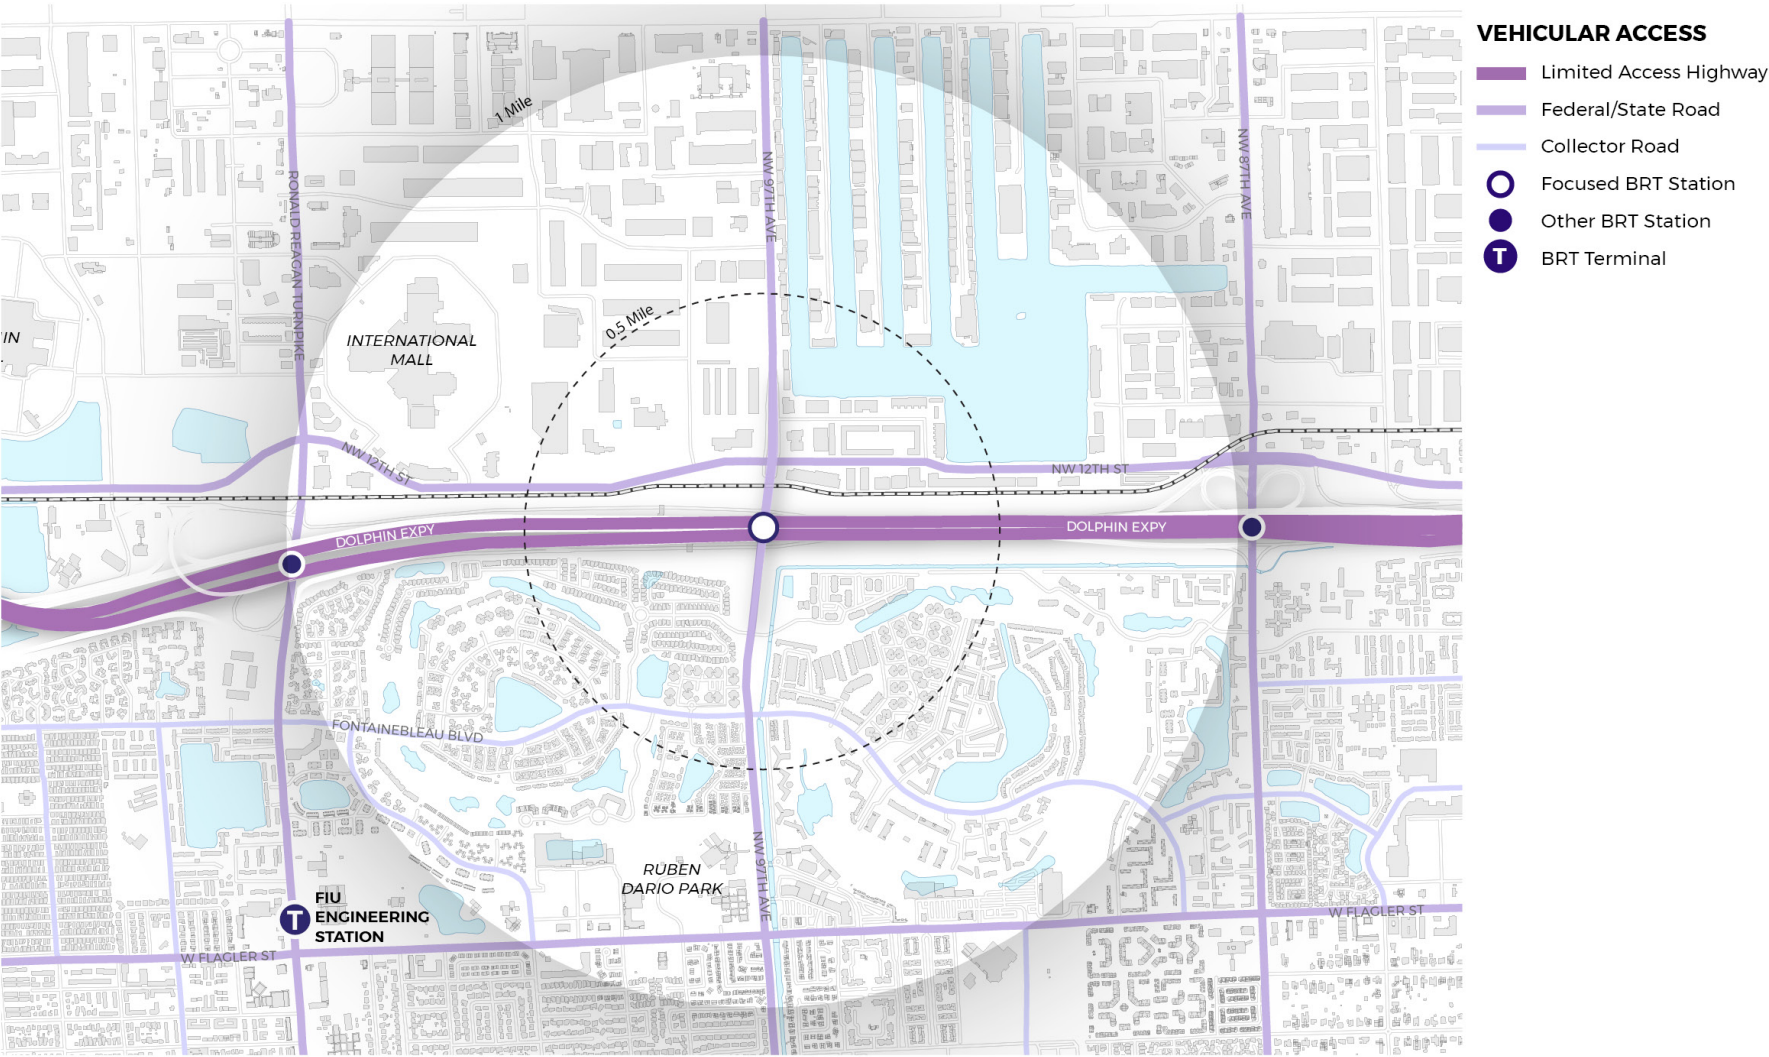 VEHICULAR ACCESS
Limited Access Highway
Federal/State Road
Collector Road
Focused BRT Station
Other BRT Station
T
BRT Terminal
1 Mile
0.5 Mile
RONALD REAGAN TURNPIKE
NW 97TH AVE
NW 87TH AVE
IN
INTERNATIONAL
MALL
NW 12TH ST
NW 12TH ST
DOLPHIN EXPY
DOLPHIN EXPY
FONTAINEBLEAU BLVD
NW 97TH AVE
RUBEN
DARIO PARK
T
FIU
ENGINEERING
STATION
W FLAGLER ST
W FLAGLER ST